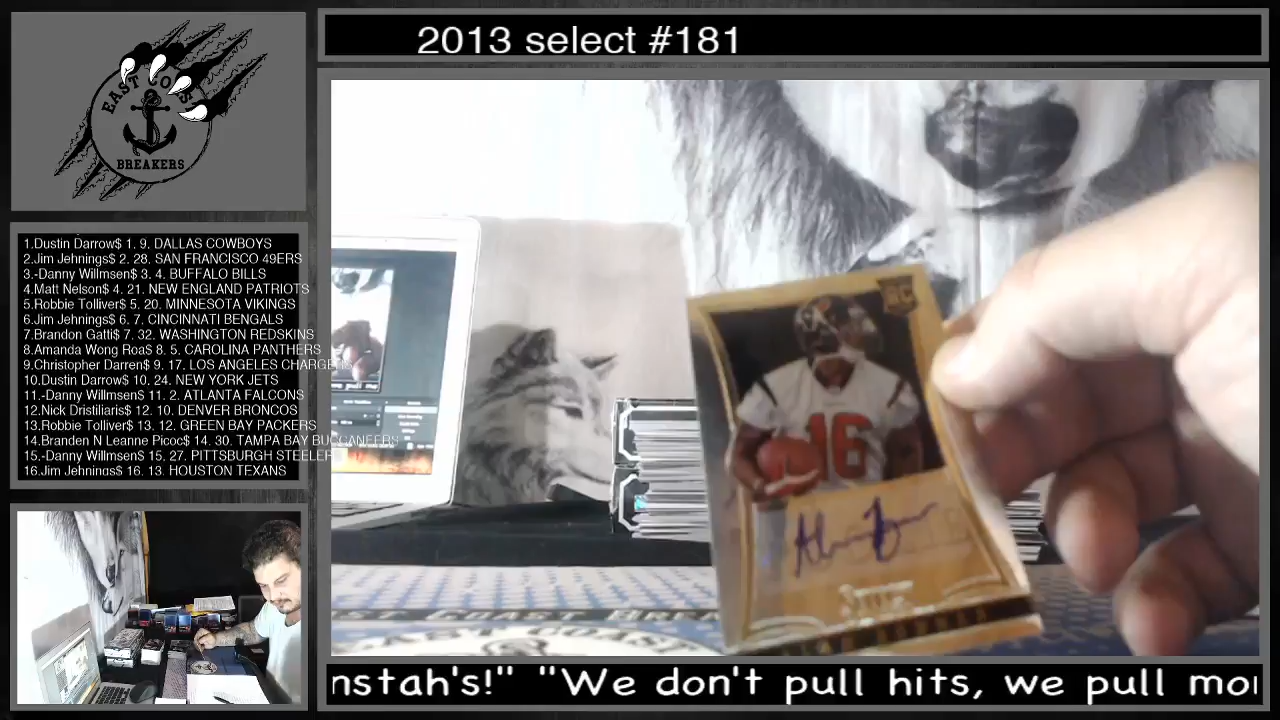 2013 select #181
EAST COAST
BREAKERS
1.Dustin Darrow$ 1. 9. DALLAS COWBOYS
2.Jim Jehnings$ 2. 28. SAN FRANCISCO 49ERS
3.-Danny Willmsen$ 3. 4. BUFFALO BILLS
4.Matt Nelson$ 4. 21. NEW ENGLAND PATRIOTS
5.Robbie Tolliver$ 5. 20. MINNESOTA VIKINGS
6.Jim Jehnings$ 6. 7, CINCINNATI BENGALS
7.Brandon Gatti$ 7. 32. WASHINGTON REDSKINS
8.Amanda Wong Roa$ 8. 5. CAROLINA PANTHERS
9.Christopher Darren$ 9. 17. LOS ANGELES CHARGERS
10.Dustin Darrow$ 10. 24. NEW YORK JETS
11.-Danny Willmsen$ 11. 2. ATLANTA FALCONS
12.Nick Dristiliaris$ 12. 10. DENVER BRONCOS
13.Robbie Tolliver$ 13. 12. GREEN BAY PACKERS
14.Branden N Leanne Picoc$ 14. 30. TAMPA BAY BUCCANEERS
15.-Danny Willmsen$ 15. 27. PITTSBURGH STEELERS
16.Jim Jehnings$ 16. 13. HOUSTON TEXANS
RC
16
EAST COAST
nstah's!" "We don't pull hits, we pull mo